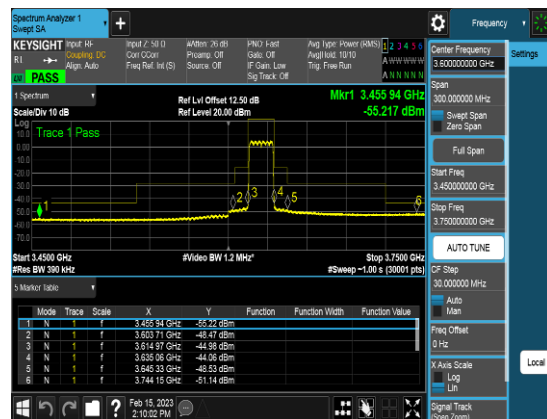 Spectrum Analyzer 1
Swept SA
+
Frequency
KEYSIGHT Input: RF
Coupling: DC
Align: Auto
Input Z: 50 Ω
Corr CCorr
Freq Ref: Int (S)
#Atten: 26 dB
Preamp: Off
Source: Off
PNO: Fast
Gate: Off
IF Gain: Low
Sig Track: Off
Avg Type: Power (RMS)
Avg|Hold: 10/10
Trig: Free Run
1 2 3 4 5 6
A W W W W W
A N N N N N
LU PASS
1 Spectrum
Scale/Div 10 dB
Ref Lvl Offset 12.50 dB
Ref Level 20.00 dBm
Mkr1 3.455 94 GHz
-55.217 dBm
Log
Trace 1 Pass
10.0
0.00
-10.0
-20.0
-30.0
-40.0
-50.0
-60.0
-70.0
1
2
3
4
5
6
Start 3.4500 GHz
#Res BW 390 kHz
#Video BW 1.2 MHz*
Stop 3.7500 GHz
#Sweep ~1.00 s (30001 pts)
5 Marker Table
Mode Trace Scale X Y Function Function Width Function Value
1 N 1 f 3.455 94 GHz -55.22 dBm
2 N 1 f 3.603 71 GHz -48.47 dBm
3 N 1 f 3.614 97 GHz -44.98 dBm
4 N 1 f 3.635 06 GHz -44.06 dBm
5 N 1 f 3.645 33 GHz -48.53 dBm
6 N 1 f 3.744 15 GHz -51.14 dBm
Feb 15, 2023
2:10:02 PM
Center Frequency
3.600000000 GHz
Span
300.000000 MHz
Swept Span
Zero Span
Full Span
Start Freq
3.450000000 GHz
Stop Freq
3.750000000 GHz
AUTO TUNE
CF Step
30.000000 MHz
Auto
Man
Freq Offset
0 Hz
X Axis Scale
Log
Lin
Signal Track
(Span Zoom)
Settings
Local